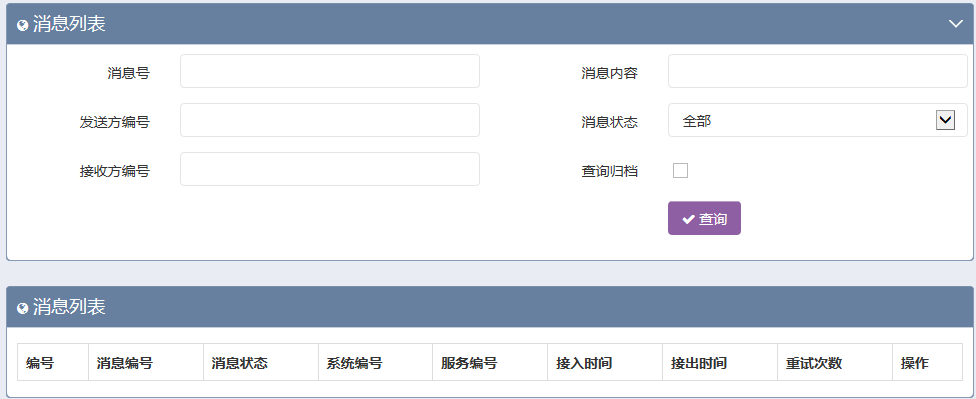 消息列表
消息号
消息内容
发送方编号
消息状态 全部
接收方编号
查询归档
查询
消息列表
编号 消息编号 消息状态 系统编号 服务编号 接入时间 接出时间 重试次数 操作